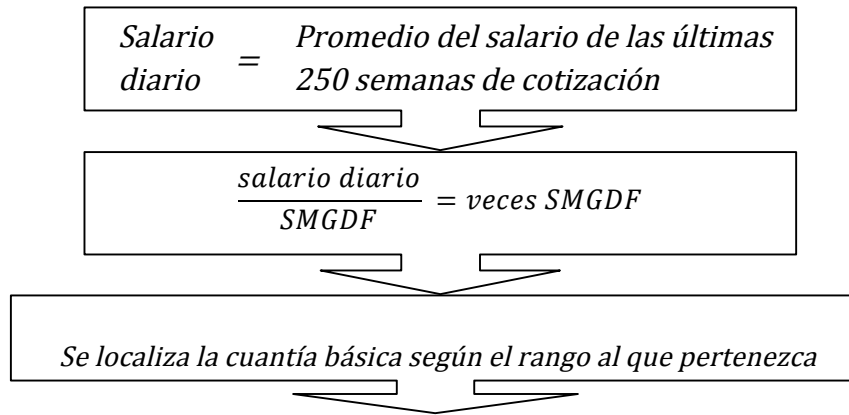 Salario diario = Promedio del salario de las últimas
250 semanas de cotización
salario diario
SMGDF = veces SMGDF
Se localiza la cuantía básica según el rango al que pertenezca